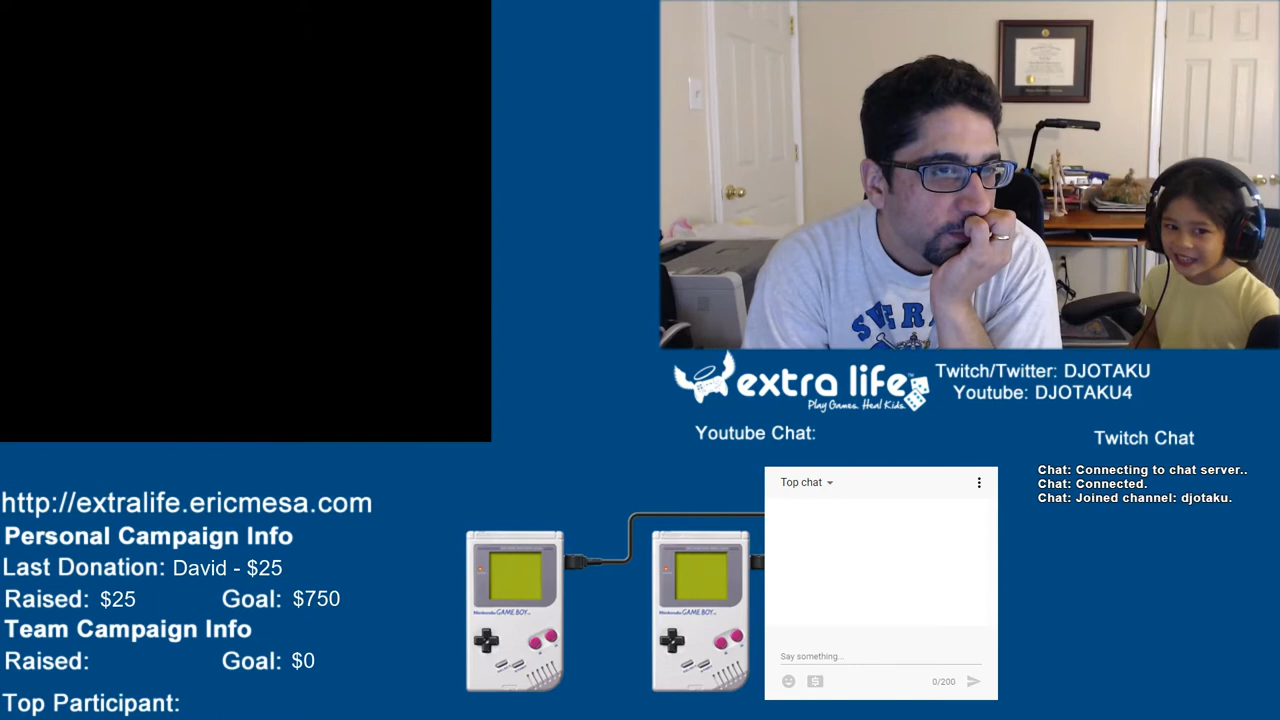 extra life
Play Games. Heal Kids.
Twitch/Twitter: DJOTAKU
Youtube: DJOTAKU4
Youtube Chat:
Twitch Chat
Top chat
Chat: Connecting to chat server..
Chat: Connected.
Chat: Joined channel: djotaku.
Say something...
0/200
http://extralife.ericmesa.com
Personal Campaign Info
Last Donation: David - $25
Raised: $25 Goal: $750
Team Campaign Info
Raised: Goal: $0
Top Participant:
Nintendo GAME BOY
Nintendo GAME BOY